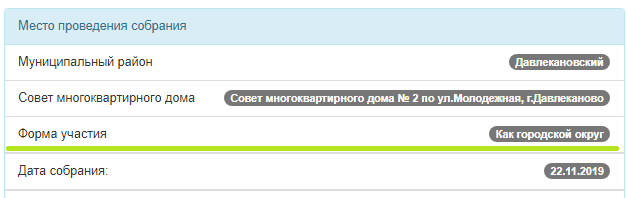 Место проведения собрания
Муниципальный район Давлекановский
Совет многоквартирного дома Совет многоквартирного дома № 2 по ул.Молодежная, г.Давлеканово
Форма участия Как городской округ
Дата собрания: 22.11.2019